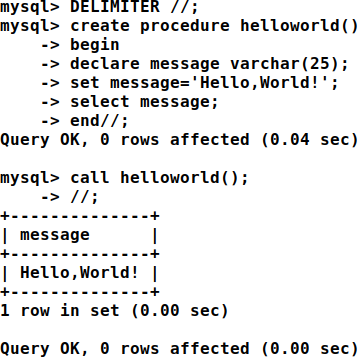 mysql> DELIMITER //;
mysql> create procedure helloworld()
    -> begin
    -> declare message varchar(25);
    -> set message='Hello,World!';
    -> select message;
    -> end//;
Query OK, 0 rows affected (0.04 sec)

mysql> call helloworld();
    -> //;
+--------------+
| message      |
+--------------+
| Hello,World! |
+--------------+
1 row in set (0.00 sec)

Query OK, 0 rows affected (0.00 sec)